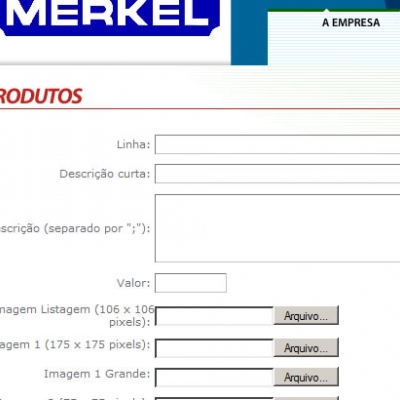 MERKEL
A EMPRESA
RODUTOS
Linha:
Descrição curta:
scrição (separado por ";"):
Valor:
magem Listagem (106 x 106
pixels):
Arquivo...
agem 1 (175 x 175 pixels):
Arquivo...
Imagem 1 Grande:
Arquivo...